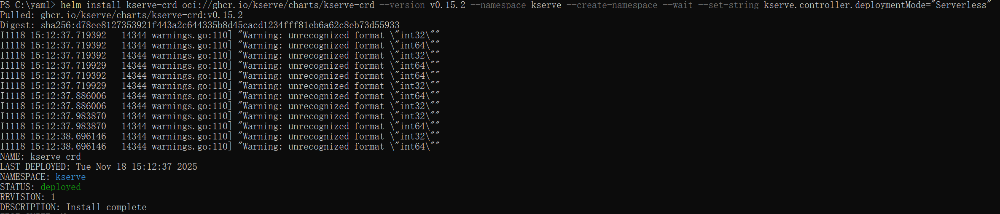 PS C:\yaml> helm install kserve-crd oci://ghcr.io/kserve/charts/kserve-crd --version v0.15.2 --namespace kserve --create-namespace --wait --set-string kserve.controller.deploymentMode="Serverless"
Pulled: ghcr.io/kserve/charts/kserve-crd:v0.15.2
Digest: sha256:d78ee8127353921f443a2c644335b8d45cacd1234fff81eb6a62c8eb73d55933
I1118 15:12:37.719392   14344 warnings.go:110] "Warning: unrecognized format \"int32\""
I1118 15:12:37.719392   14344 warnings.go:110] "Warning: unrecognized format \"int64\""
I1118 15:12:37.719392   14344 warnings.go:110] "Warning: unrecognized format \"int32\""
I1118 15:12:37.719929   14344 warnings.go:110] "Warning: unrecognized format \"int64\""
I1118 15:12:37.719392   14344 warnings.go:110] "Warning: unrecognized format \"int64\""
I1118 15:12:37.719929   14344 warnings.go:110] "Warning: unrecognized format \"int32\""
I1118 15:12:37.886006   14344 warnings.go:110] "Warning: unrecognized format \"int64\""
I1118 15:12:37.886006   14344 warnings.go:110] "Warning: unrecognized format \"int32\""
I1118 15:12:37.983870   14344 warnings.go:110] "Warning: unrecognized format \"int32\""
I1118 15:12:37.983870   14344 warnings.go:110] "Warning: unrecognized format \"int64\""
I1118 15:12:38.696146   14344 warnings.go:110] "Warning: unrecognized format \"int32\""
I1118 15:12:38.696146   14344 warnings.go:110] "Warning: unrecognized format \"int64\""
NAME: kserve-crd
LAST DEPLOYED: Tue Nov 18 15:12:37 2025
NAMESPACE: kserve
STATUS: deployed
REVISION: 1
DESCRIPTION: Install complete